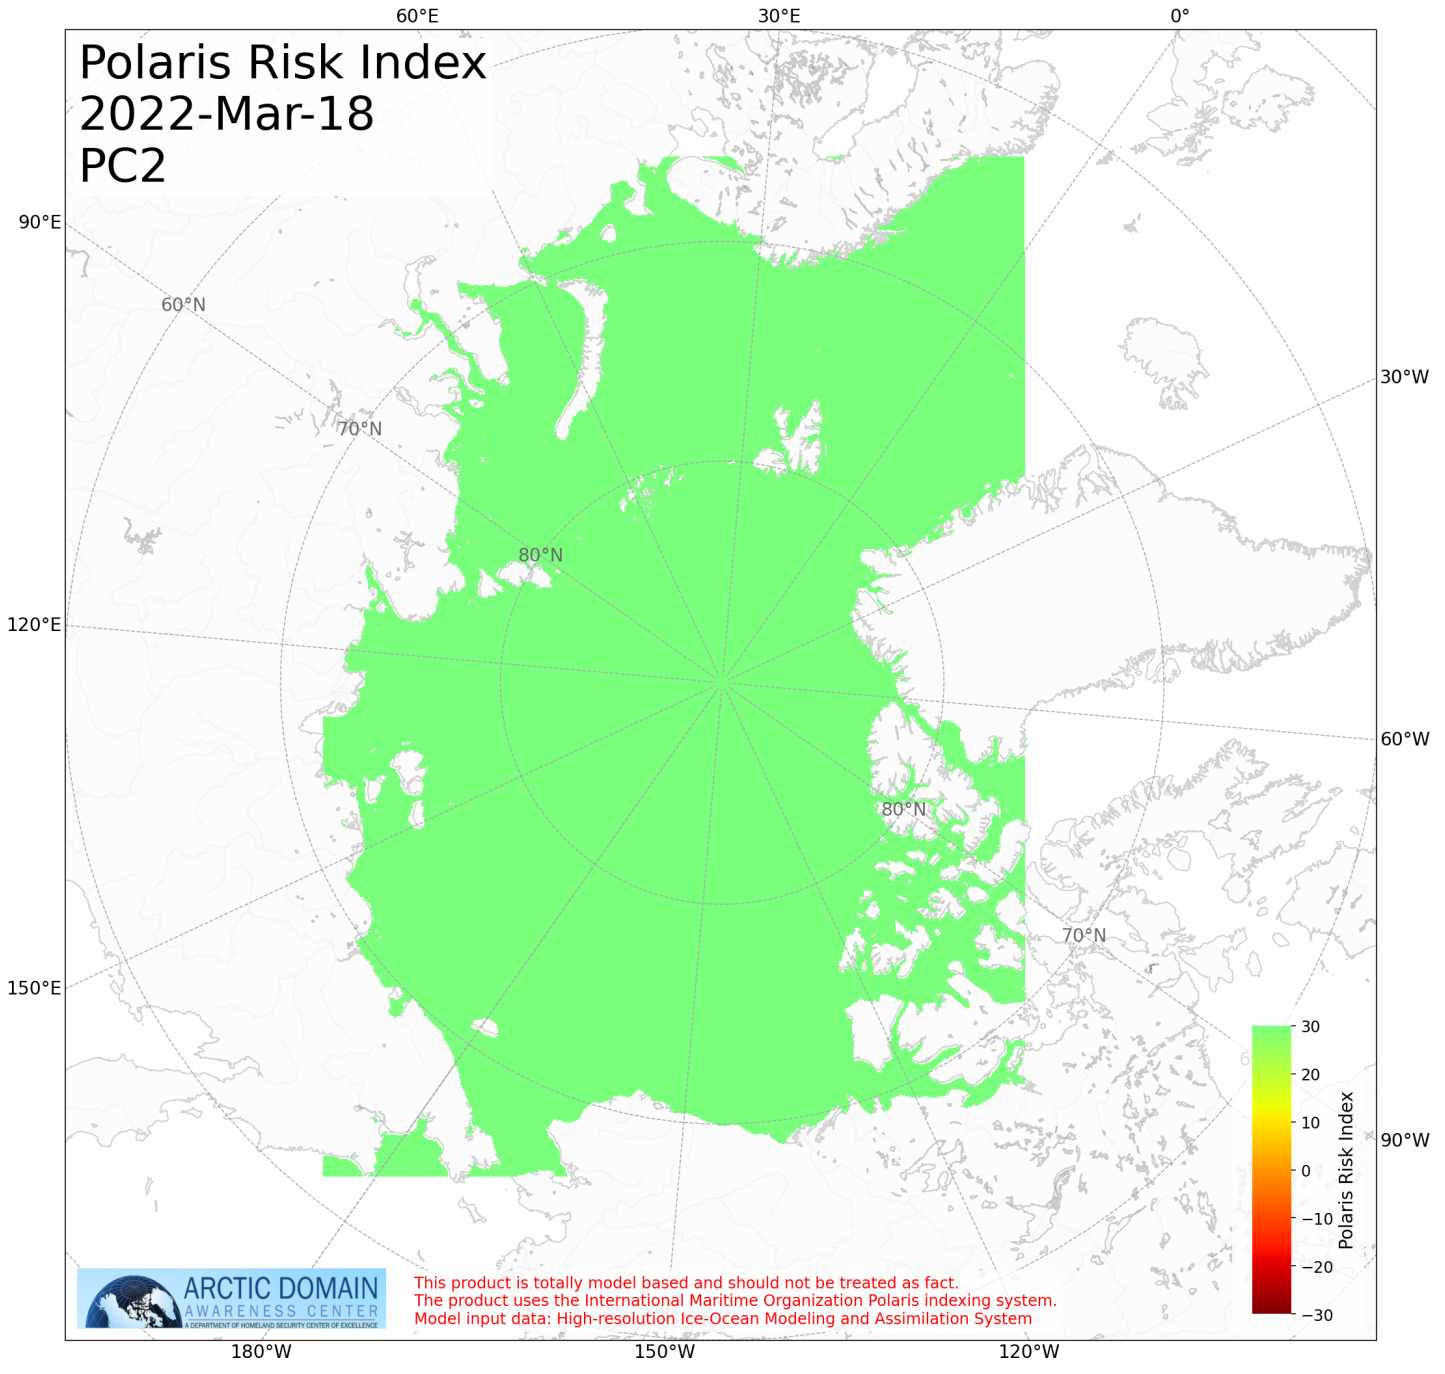 60°E 30°E 0°
Polaris Risk Index
2022-Mar-18
PC2
90°E
60°N
30°W
70°N
80°N
120°E
60°W
80°N
70°N
150°E
30
20
10
0
−10
−20
−30
Polaris Risk Index
90°W
ARCTIC DOMAIN
AWARENESS CENTER
A DEPARTMENT OF HOMELAND SECURITY CENTER OF EXCELLENCE
This product is totally model based and should not be treated as fact.
The product uses the International Maritime Organization Polaris indexing system.
Model input data: High-resolution Ice-Ocean Modeling and Assimilation System
180°W 150°W 120°W